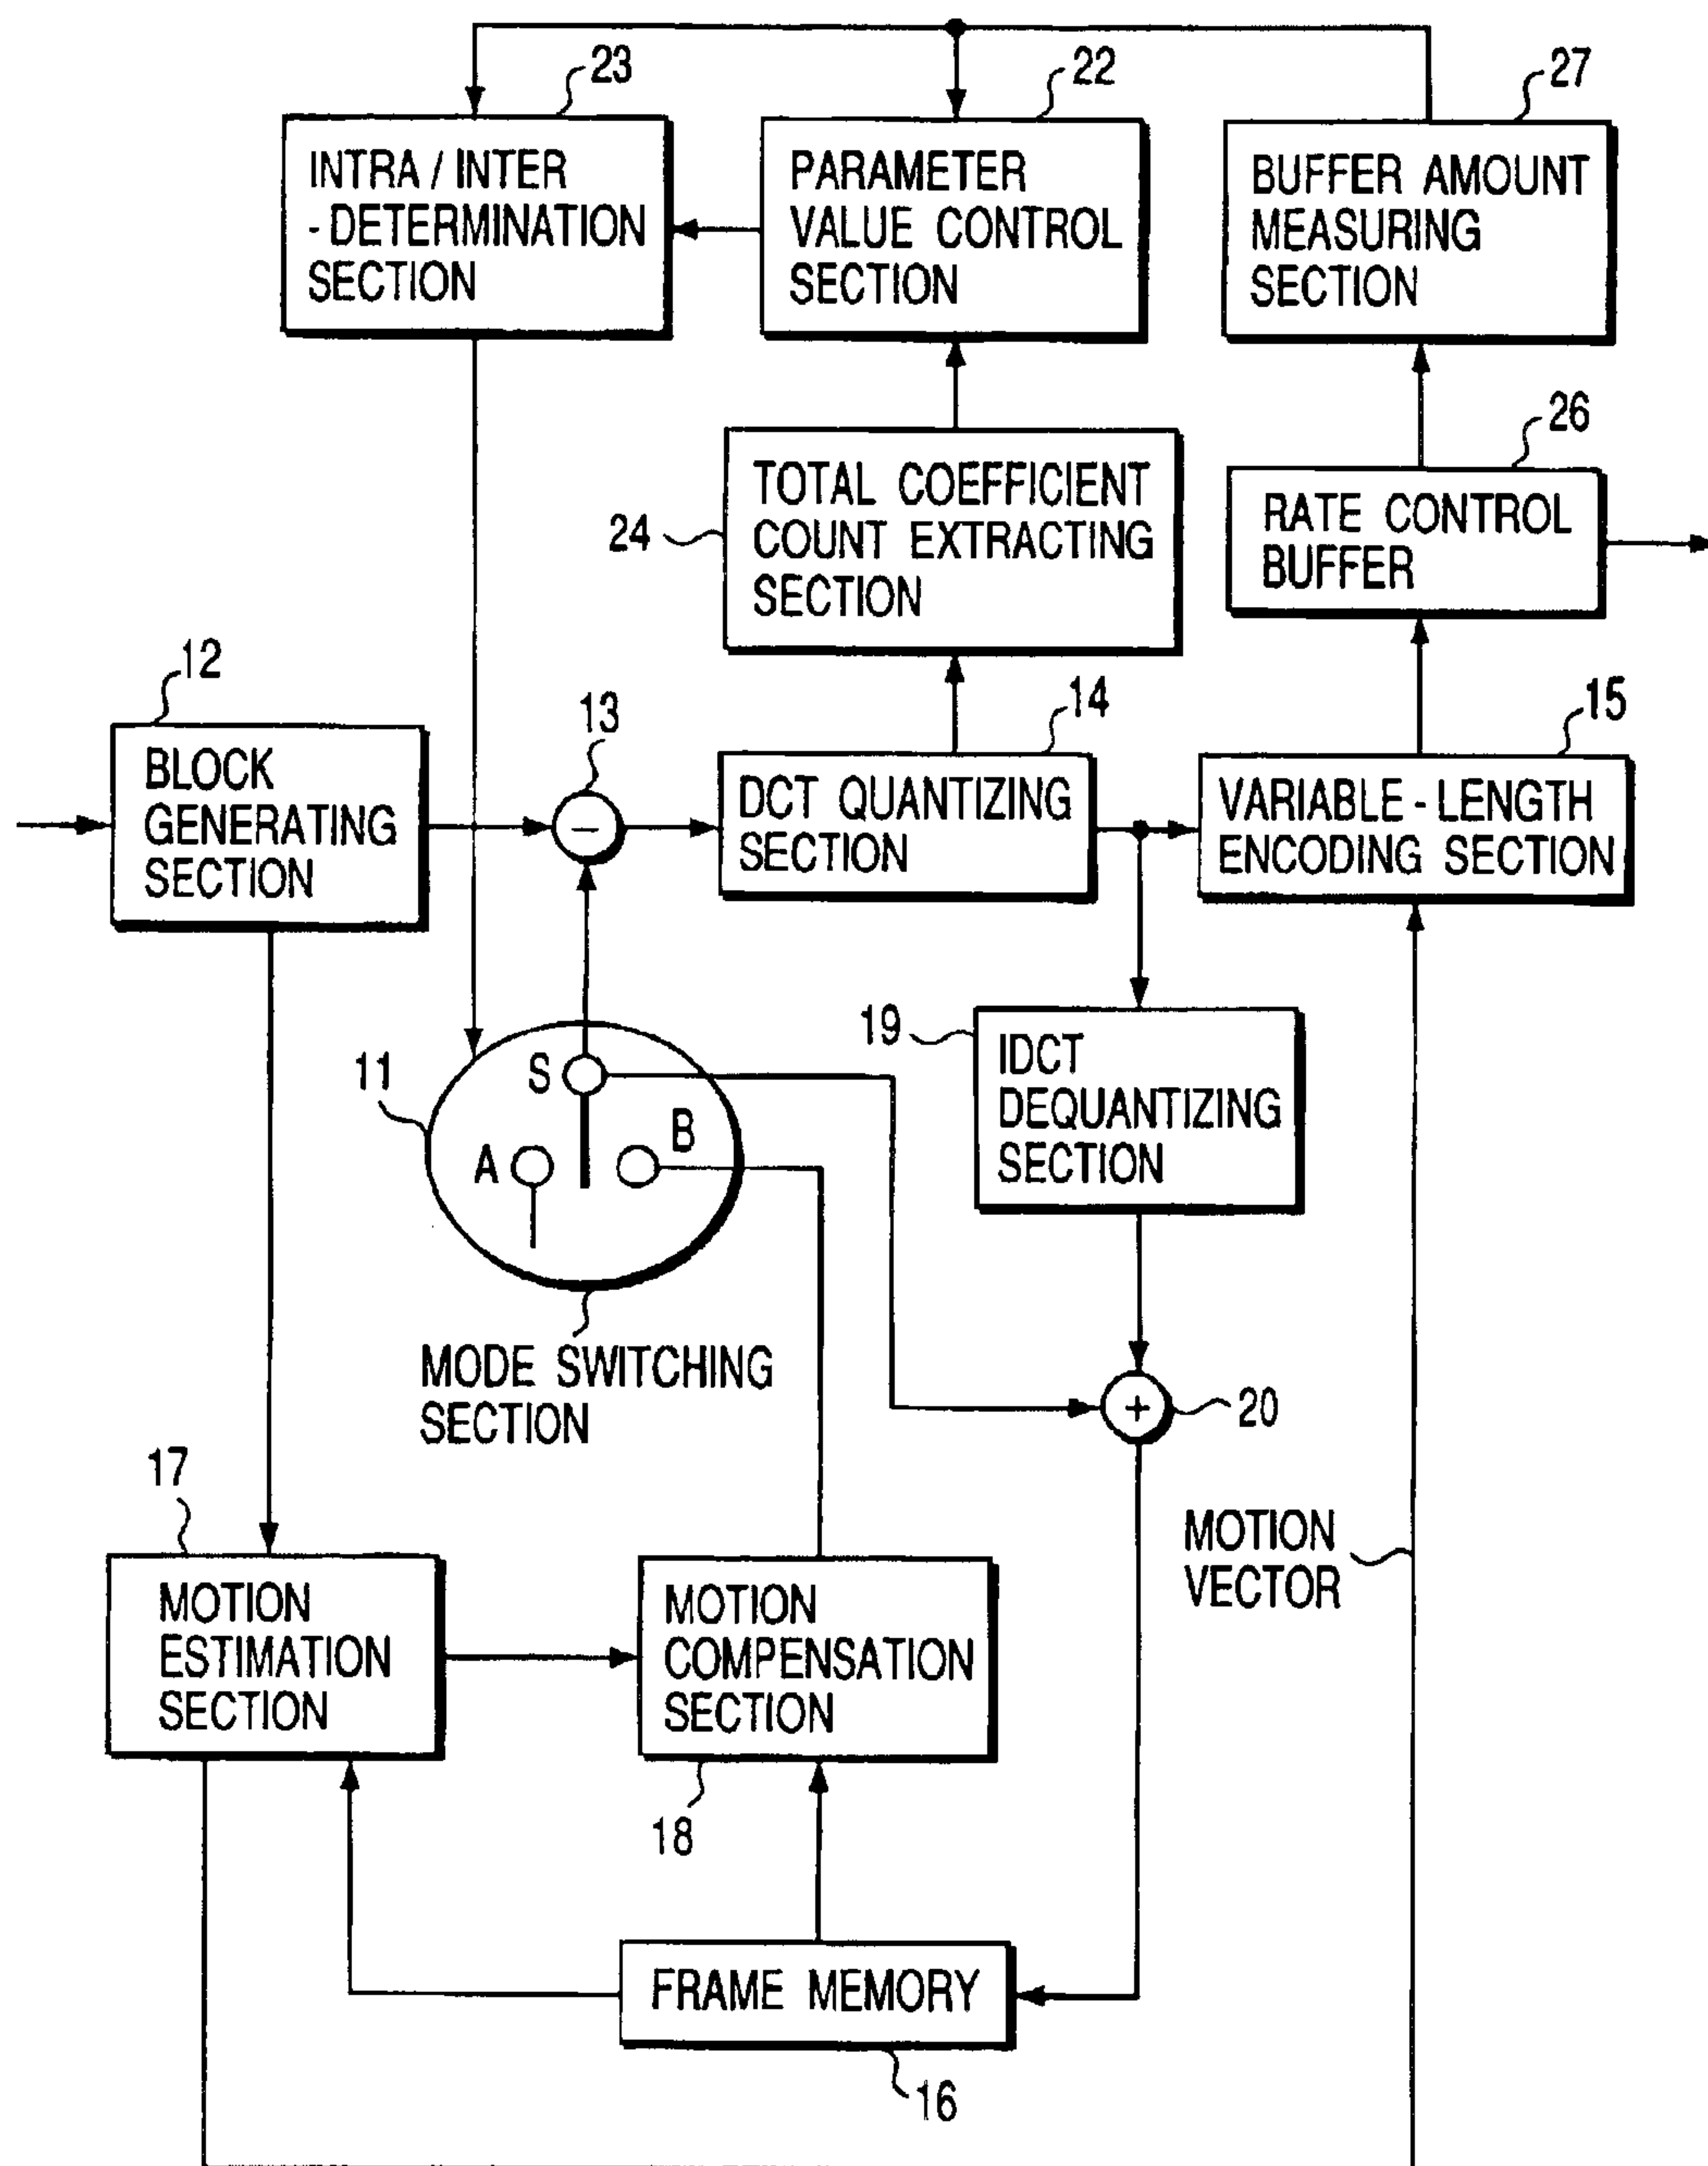 23
22
27
INTRA / INTER
- DETERMINATION
SECTION
PARAMETER
VALUE CONTROL
SECTION
BUFFER AMOUNT
MEASURING
SECTION
24
TOTAL COEFFICIENT
COUNT EXTRACTING
SECTION
26
RATE CONTROL
BUFFER
12
BLOCK
GENERATING
SECTION
13
−
14
DCT QUANTIZING
SECTION
15
VARIABLE - LENGTH
ENCODING SECTION
11
S
A
B
MODE SWITCHING
SECTION
19
IDCT
DEQUANTIZING
SECTION
+
20
17
MOTION
ESTIMATION
SECTION
MOTION
COMPENSATION
SECTION
18
MOTION
VECTOR
FRAME MEMORY
16